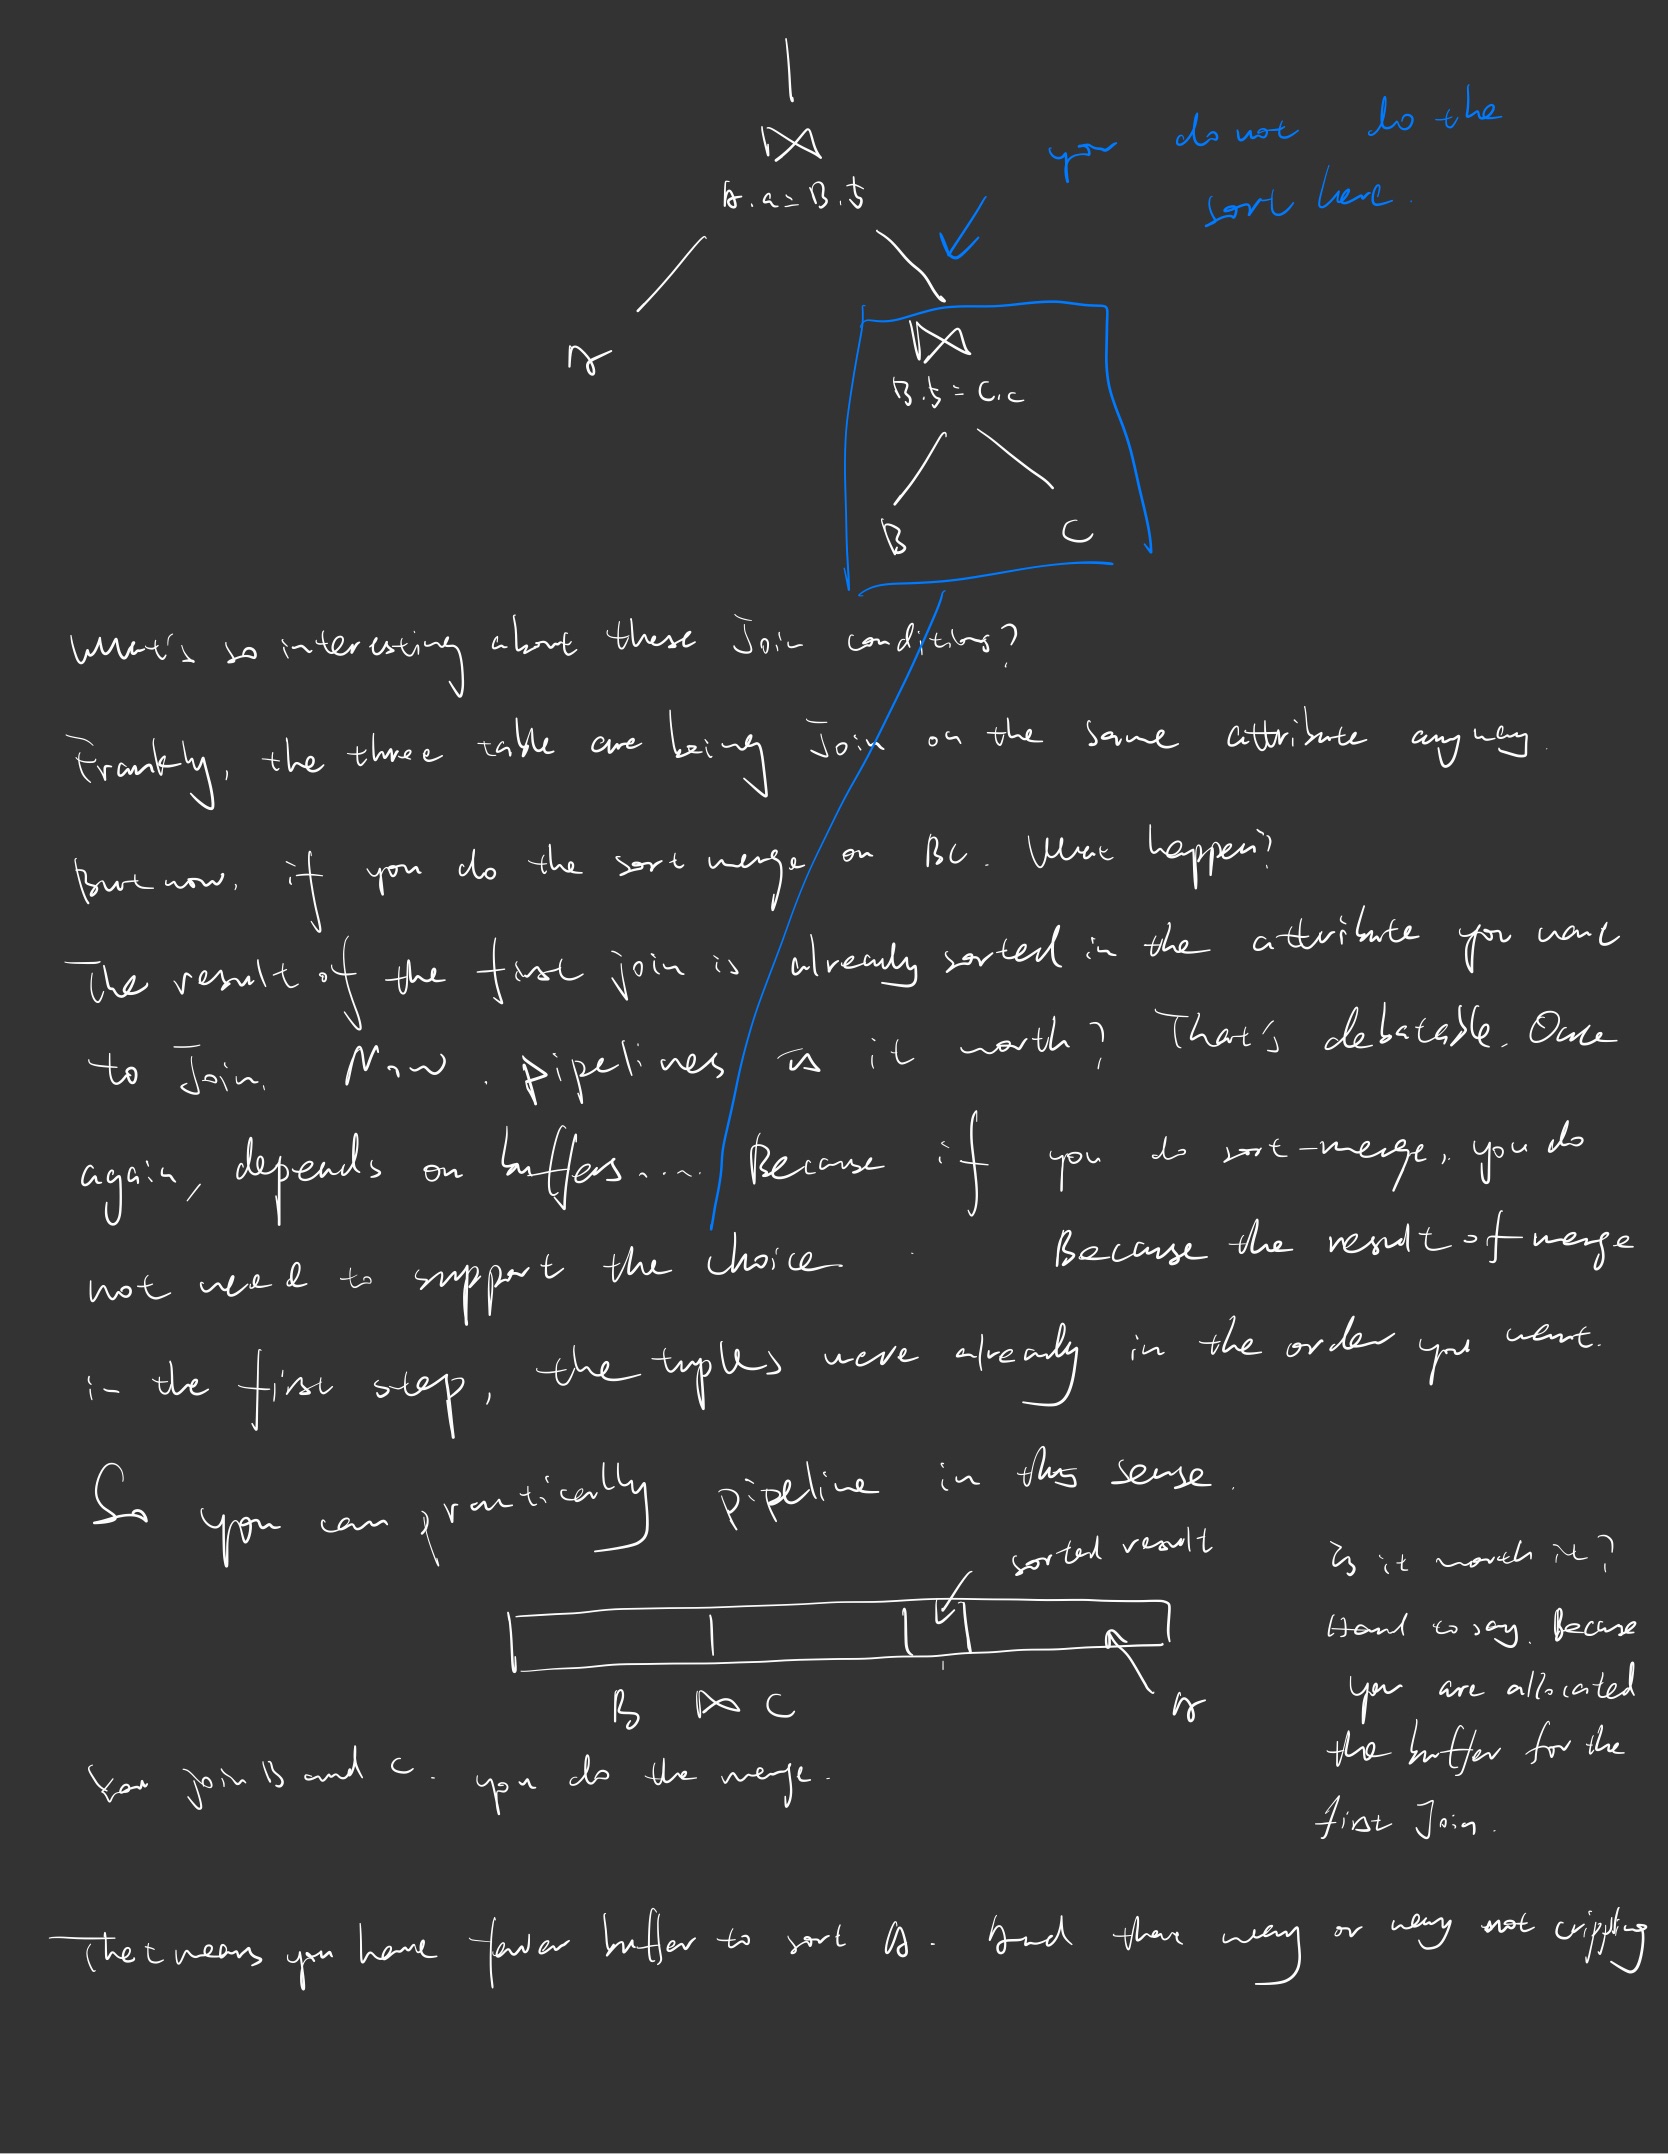 ⋈
A.a = B.b
you do not do the
sort here.
A
⋈
B.b = C.c
B C
What's so interesting about these Join conditions?
Frankly, the three table are being Join on the same attribute anyway.
But now, if you do the sort merge on BC. What happen?
The result of the first join is already sorted in the attribute you want
to Join. Now. pipelines is it worth? That's debatable. Once
again, depends on buffers.... Because if you do sort-merge, you do
not need to support the choice Because the result of merge
in the first step, the tuples were already in the order you want.
So you can practically pipeline in this sense.
sorted result
B ⋈ C
A
is it worth it?
Hard to say. Because
you are allocated
the buffer for the
first Join.
You join B and C. you do the merge.
That means you have fewer buffer to sort A. And that may or may not crippling